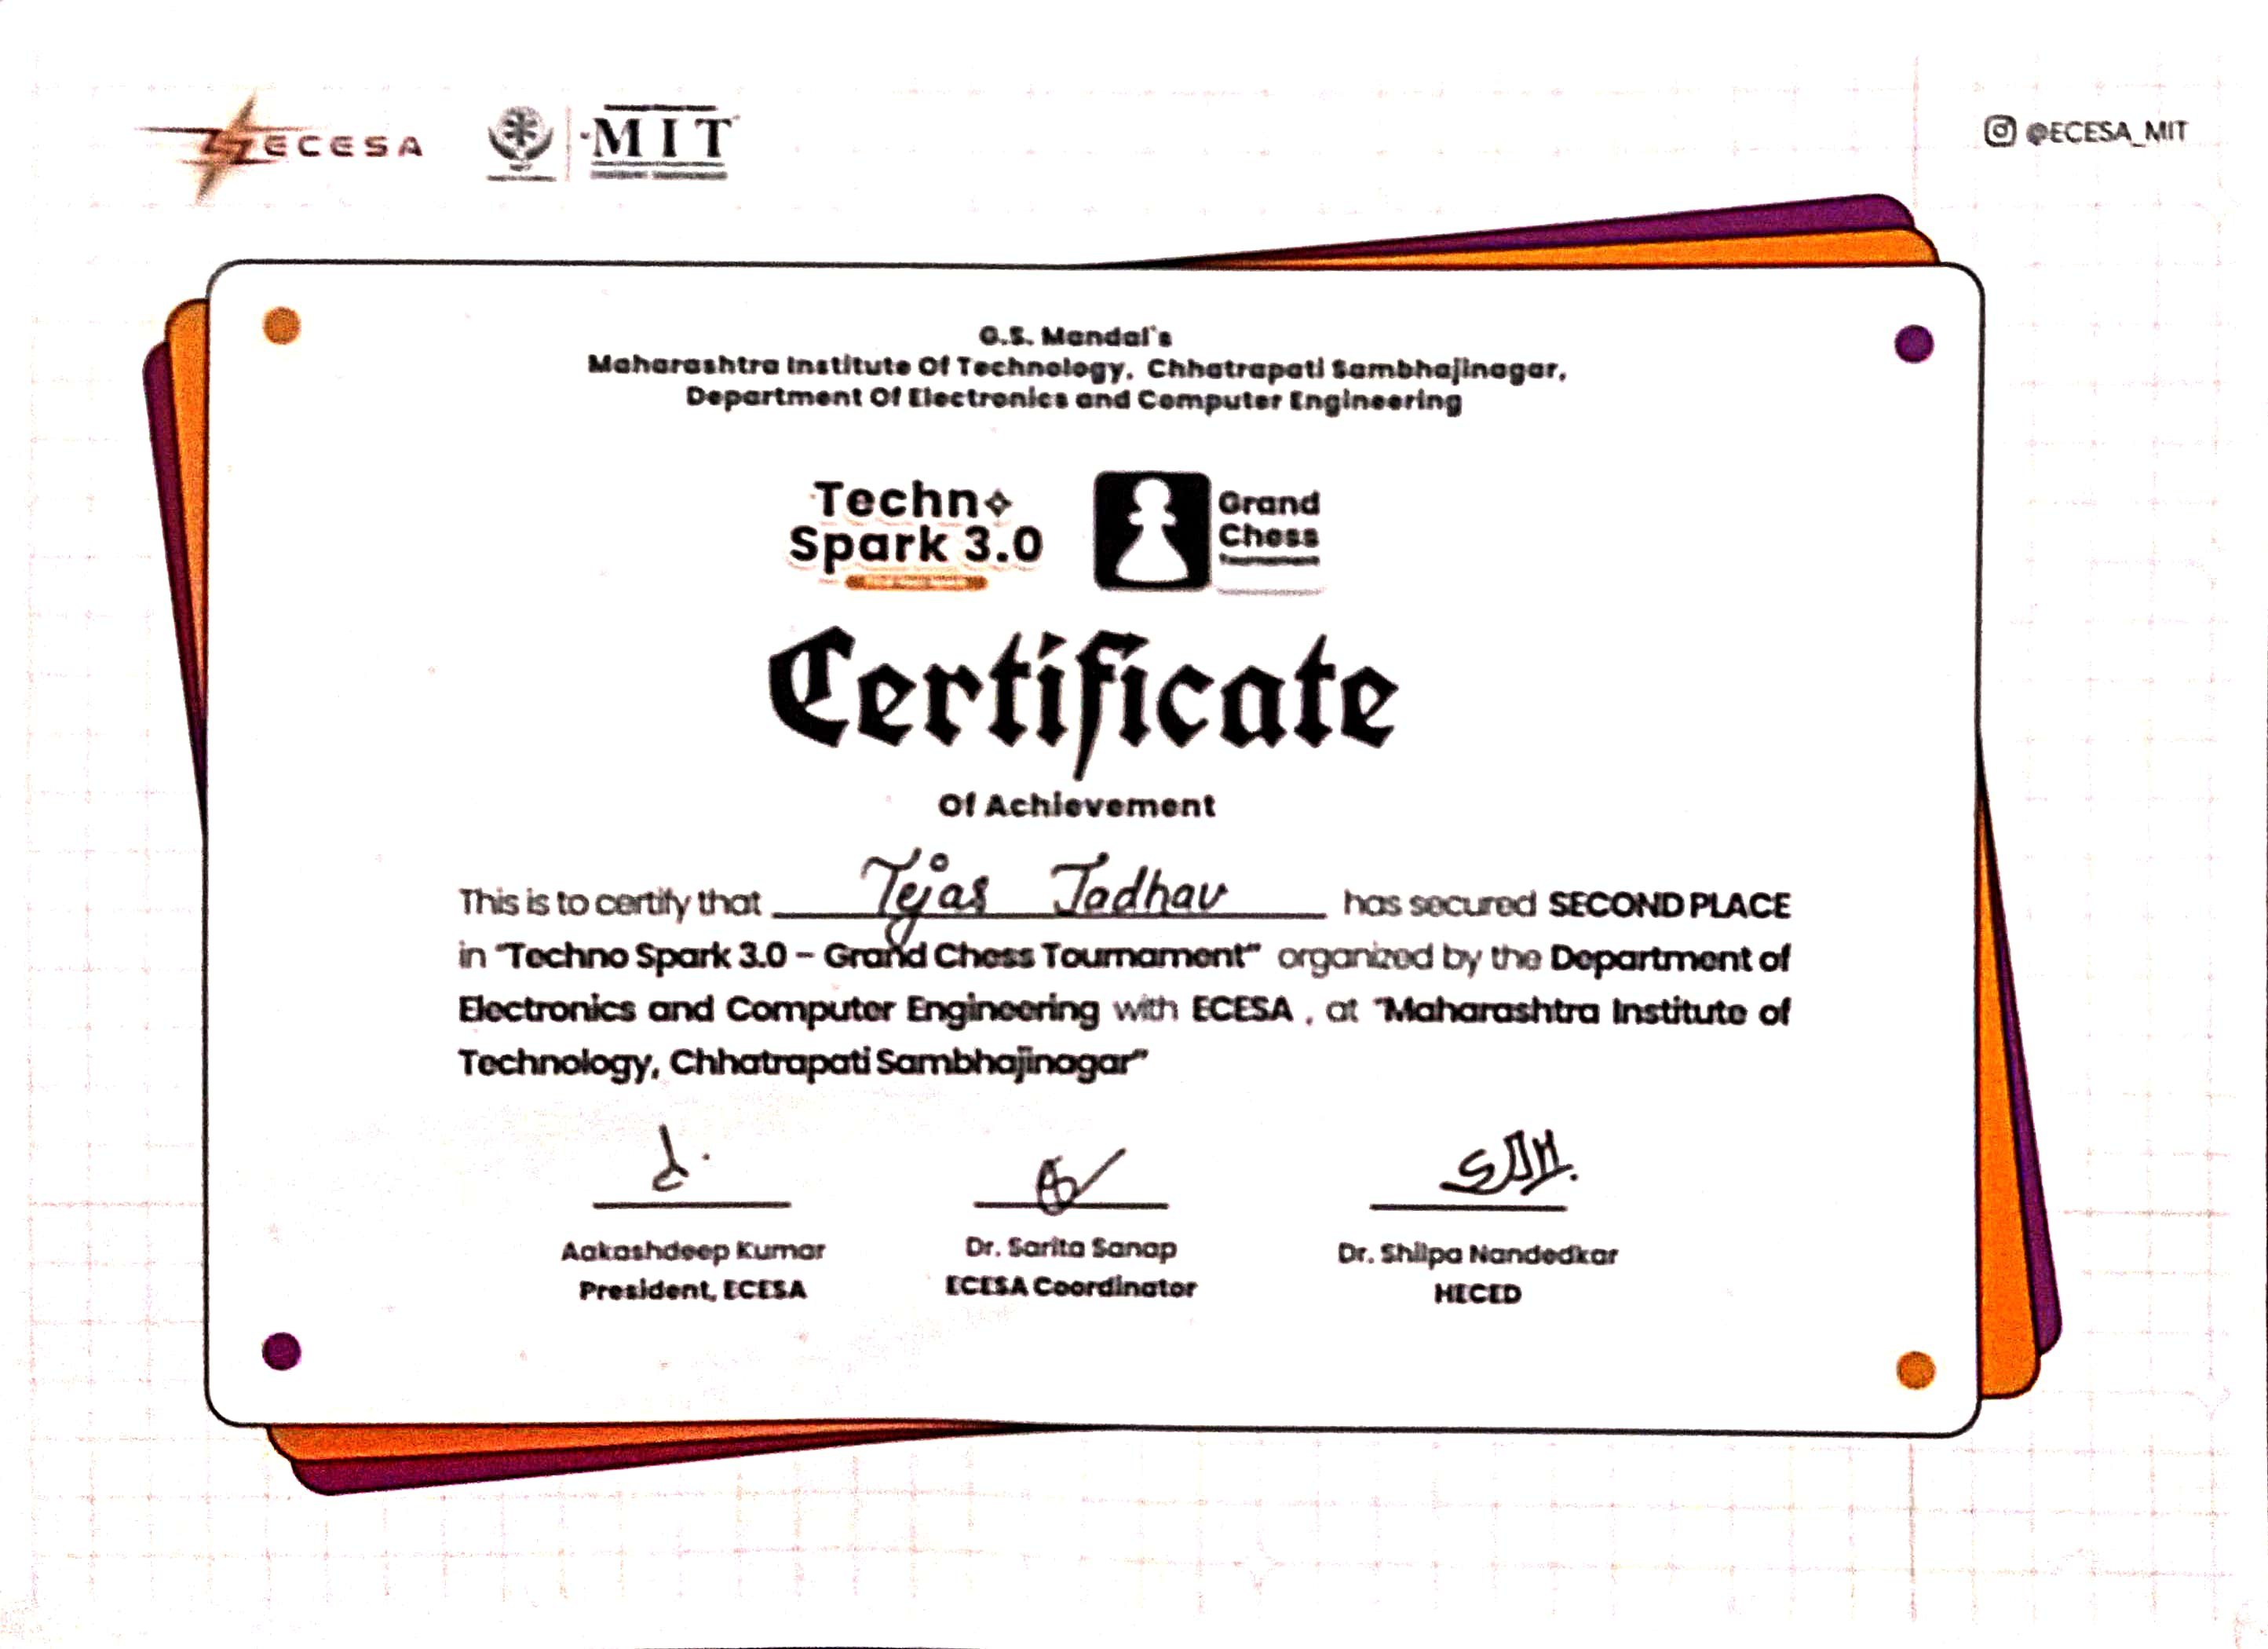 ECESA
MIT
@ECESA_MIT
G.S. Mandal's
Maharashtra Institute Of Technology, Chhatrapati Sambhajinagar,
Department Of Electronics and Computer Engineering
Techno
Spark 3.0
Grand
Chess
Tournament
Certificate
Of Achievement
This is to certify that Tejas Jadhav has secured SECOND PLACE
in "Techno Spark 3.0 – Grand Chess Tournament" organized by the Department of
Electronics and Computer Engineering with ECESA , at "Maharashtra Institute of
Technology, Chhatrapati Sambhajinagar"
Aakashdeep Kumar
President, ECESA
Dr. Sarita Sanap
ECESA Coordinator
Dr. Shilpa Nandedkar
HECED